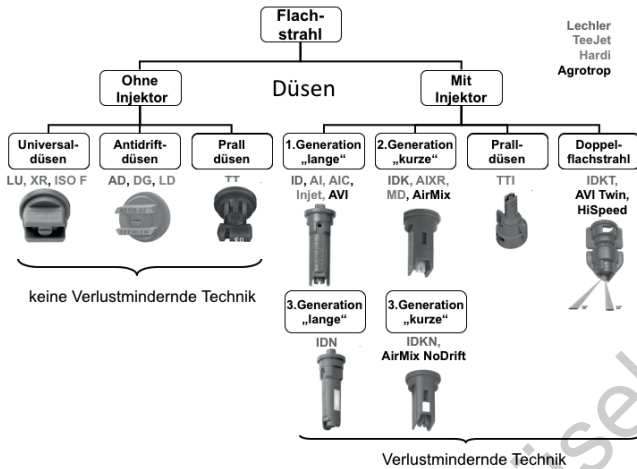 Flach-
strahl
Lechler
TeeJet
Hardi
Agrotrop
Ohne
Injektor
Düsen
Mit
Injektor
Universal-
düsen
Antidrift-
düsen
Prall
düsen
1.Generation
„lange“
2.Generation
„kurze“
Prall-
düsen
Doppel-
flachstrahl
LU, XR, ISO F
AD, DG, LD
TT
ID, AI, AIC,
Injet, AVI
IDK, AIXR,
MD, AirMix
TTI
IDKT,
AVI Twin,
HiSpeed
keine Verlustmindernde Technik
3.Generation
„lange“
3.Generation
„kurze“
IDN
IDKN,
AirMix NoDrift
Verlustmindernde Technik